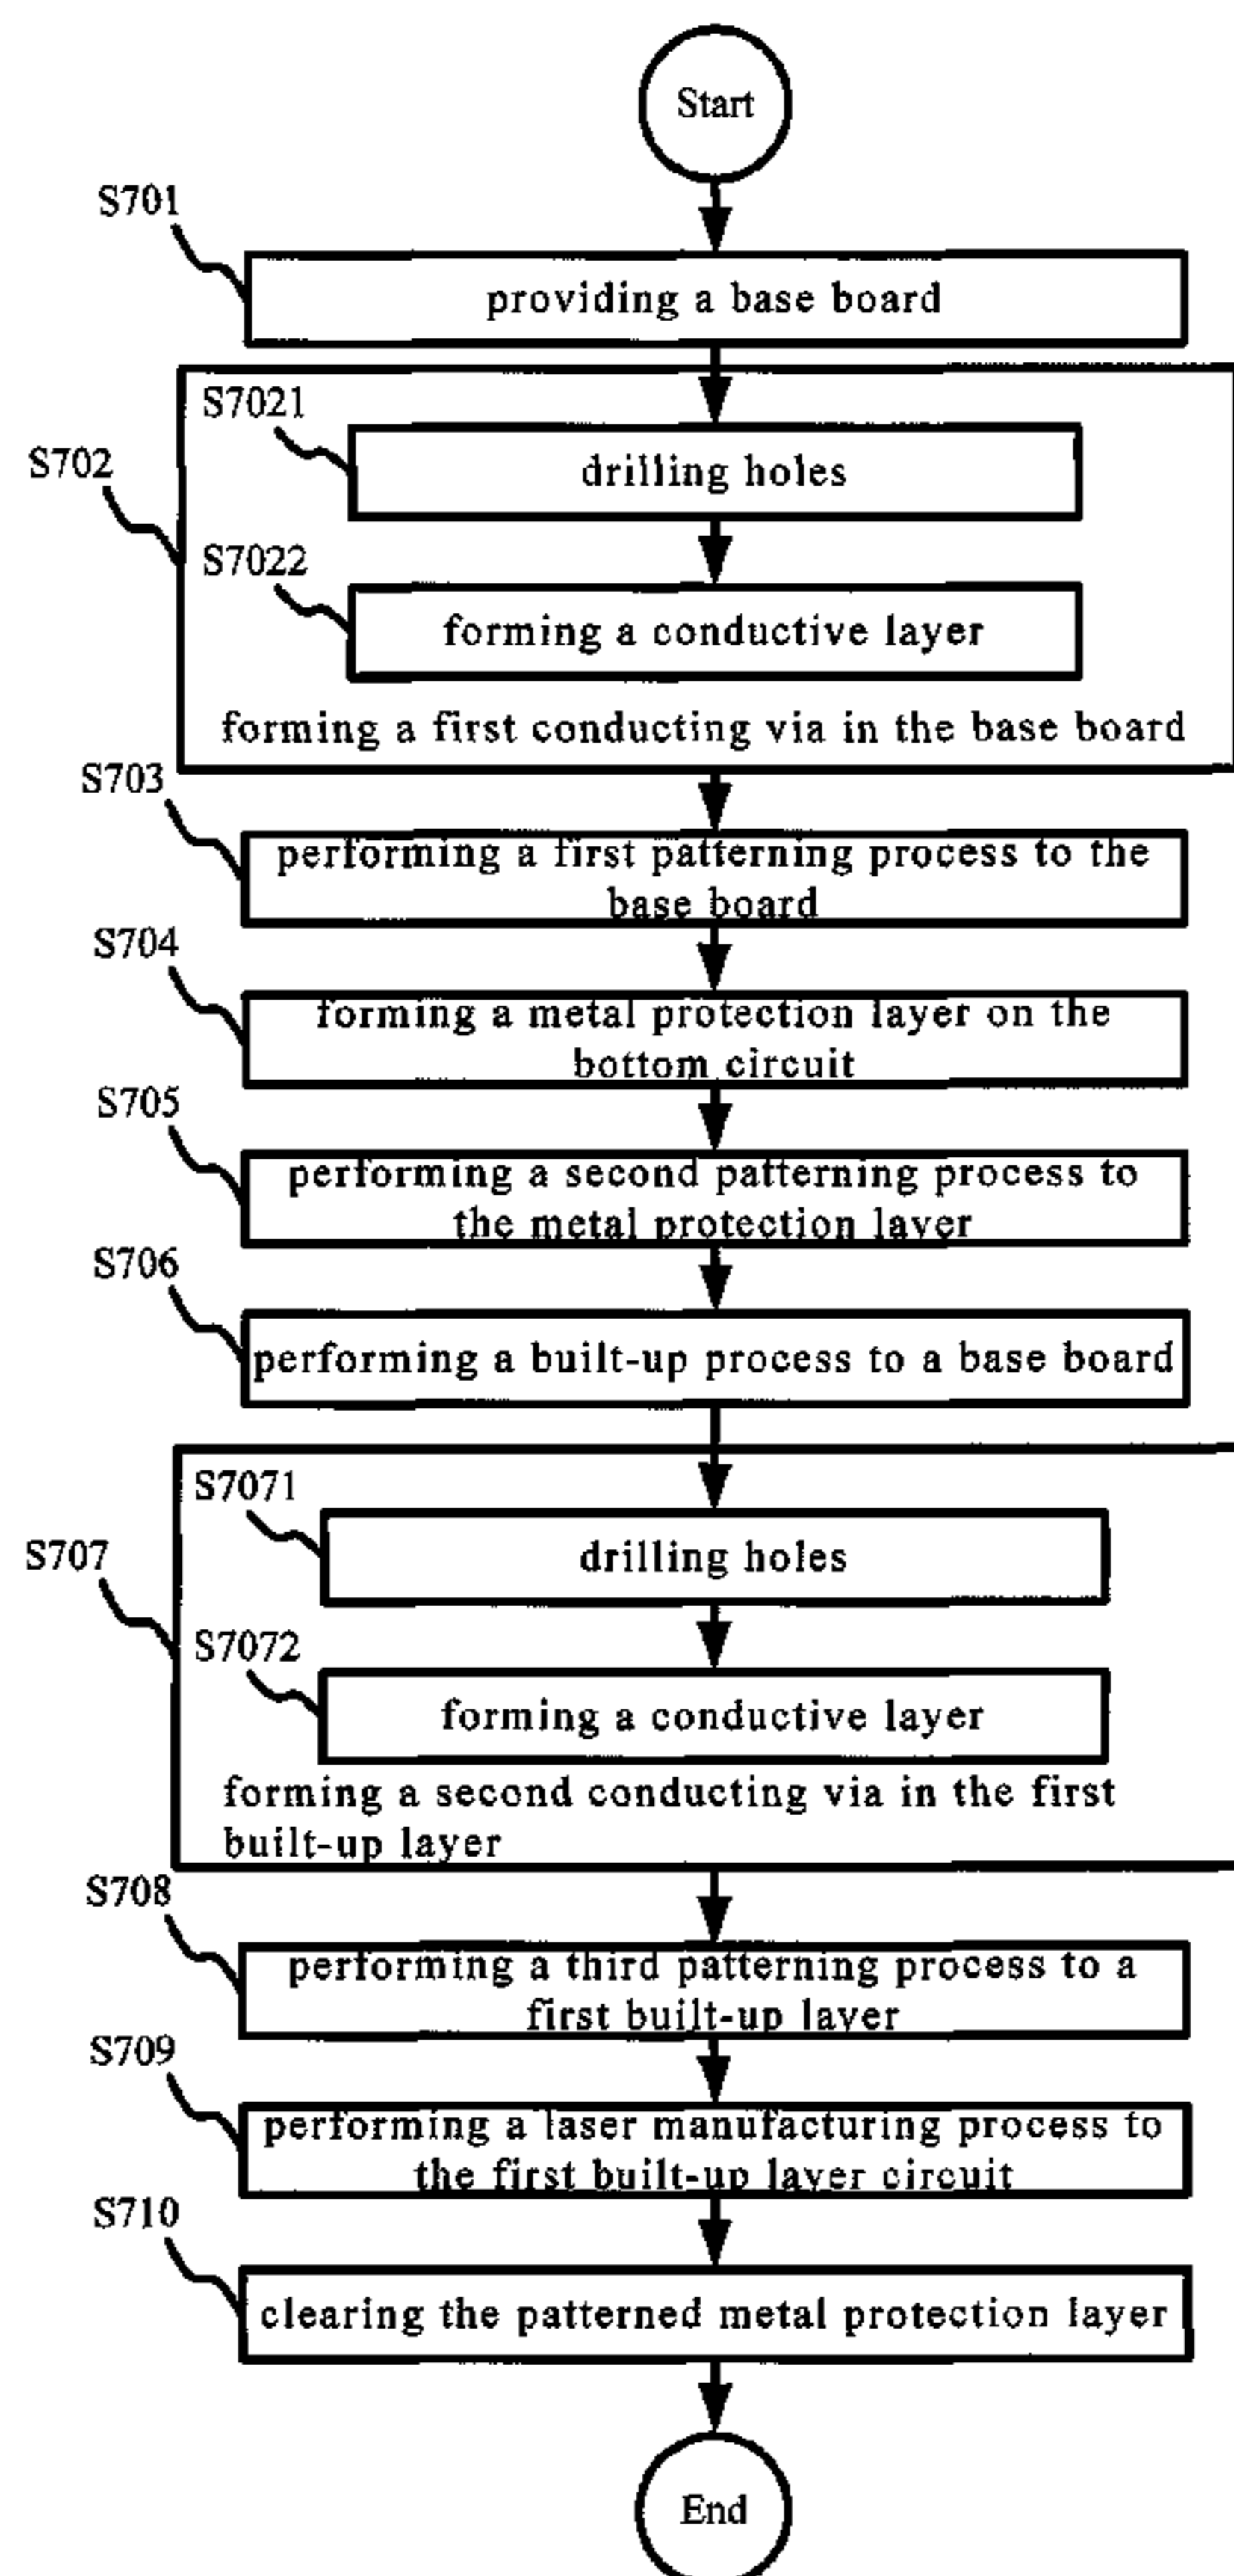 Start
S701
providing a base board
S702
S7021
drilling holes
S7022
forming a conductive layer
forming a first conducting via in the base board
S703
performing a first patterning process to the
base board
S704
forming a metal protection layer on the
bottom circuit
S705
performing a second patterning process to
the metal protection layer
S706
performing a built-up process to a base board
S707
S7071
drilling holes
S7072
forming a conductive layer
forming a second conducting via in the first
built-up layer
S708
performing a third patterning process to a
first built-up layer
S709
performing a laser manufacturing process to
the first built-up layer circuit
S710
clearing the patterned metal protection layer
End